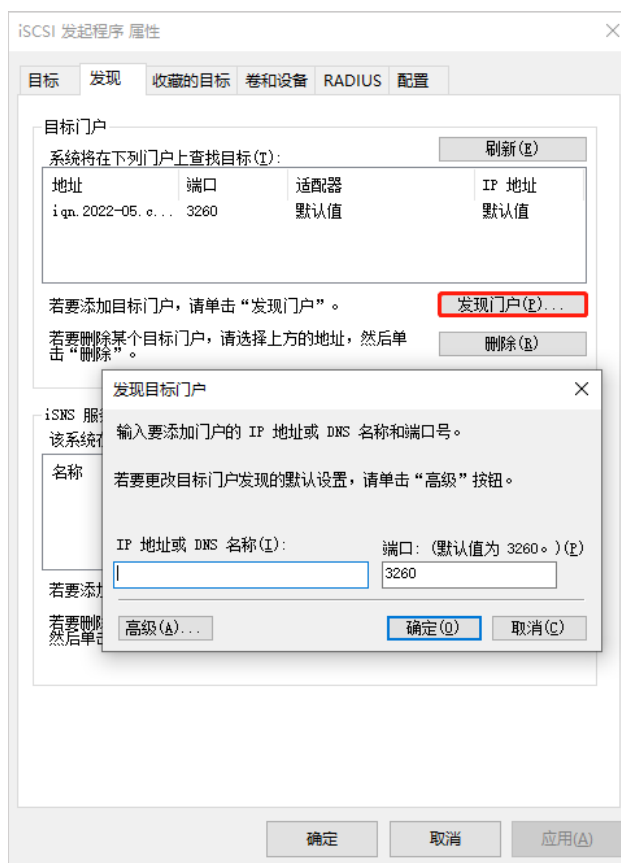 iSCSI 发起程序 属性
目标 发现 收藏的目标 卷和设备 RADIUS 配置
目标门户
系统将在下列门户上查找目标(T):
刷新(E)
地址 端口 适配器 IP 地址
iqn.2022-05.c... 3260 默认值 默认值
若要添加目标门户，请单击“发现门户”。
发现门户(P)...
若要删除某个目标门户，请选择上方的地址，然后单
击“删除”。
删除(R)
发现目标门户
输入要添加门户的 IP 地址或 DNS 名称和端口号。
若要更改目标门户发现的默认设置，请单击“高级”按钮。
IP 地址或 DNS 名称(I):
端口: (默认值为 3260。)(P)
3260
高级(A)...
确定(O)
取消(C)
iSNS 服
该系统
名称
若要添
若要删
然后单
确定
取消
应用(A)